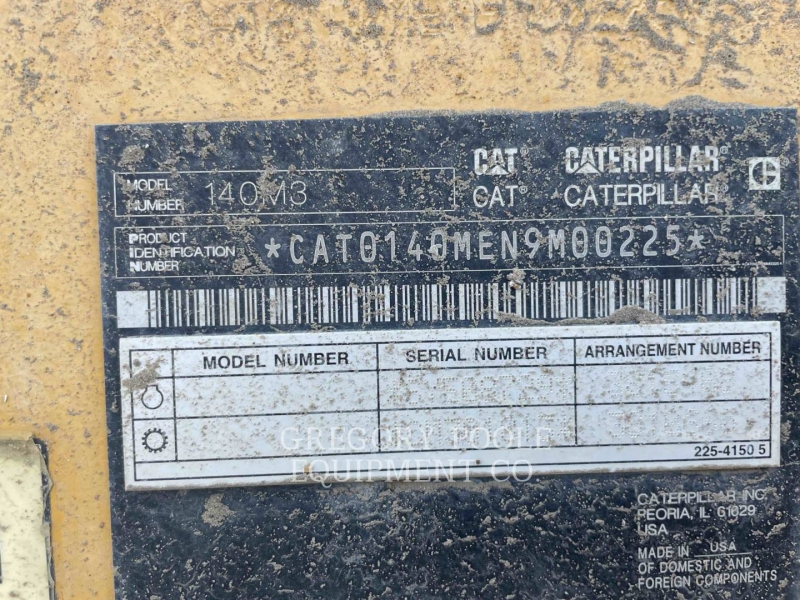 CAT CATERPILLAR
CAT® CATERPILLAR®
MODEL NUMBER 140M3
PRODUCT IDENTIFICATION NUMBER *CAT0140MEN9M00225*
MODEL NUMBER SERIAL NUMBER ARRANGEMENT NUMBER
GREGORY POOLE
EQUIPMENT CO
225-4150 5
CATERPILLAR INC.
PEORIA, IL 61629
USA
MADE IN USA
OF DOMESTIC AND
FOREIGN COMPONENTS